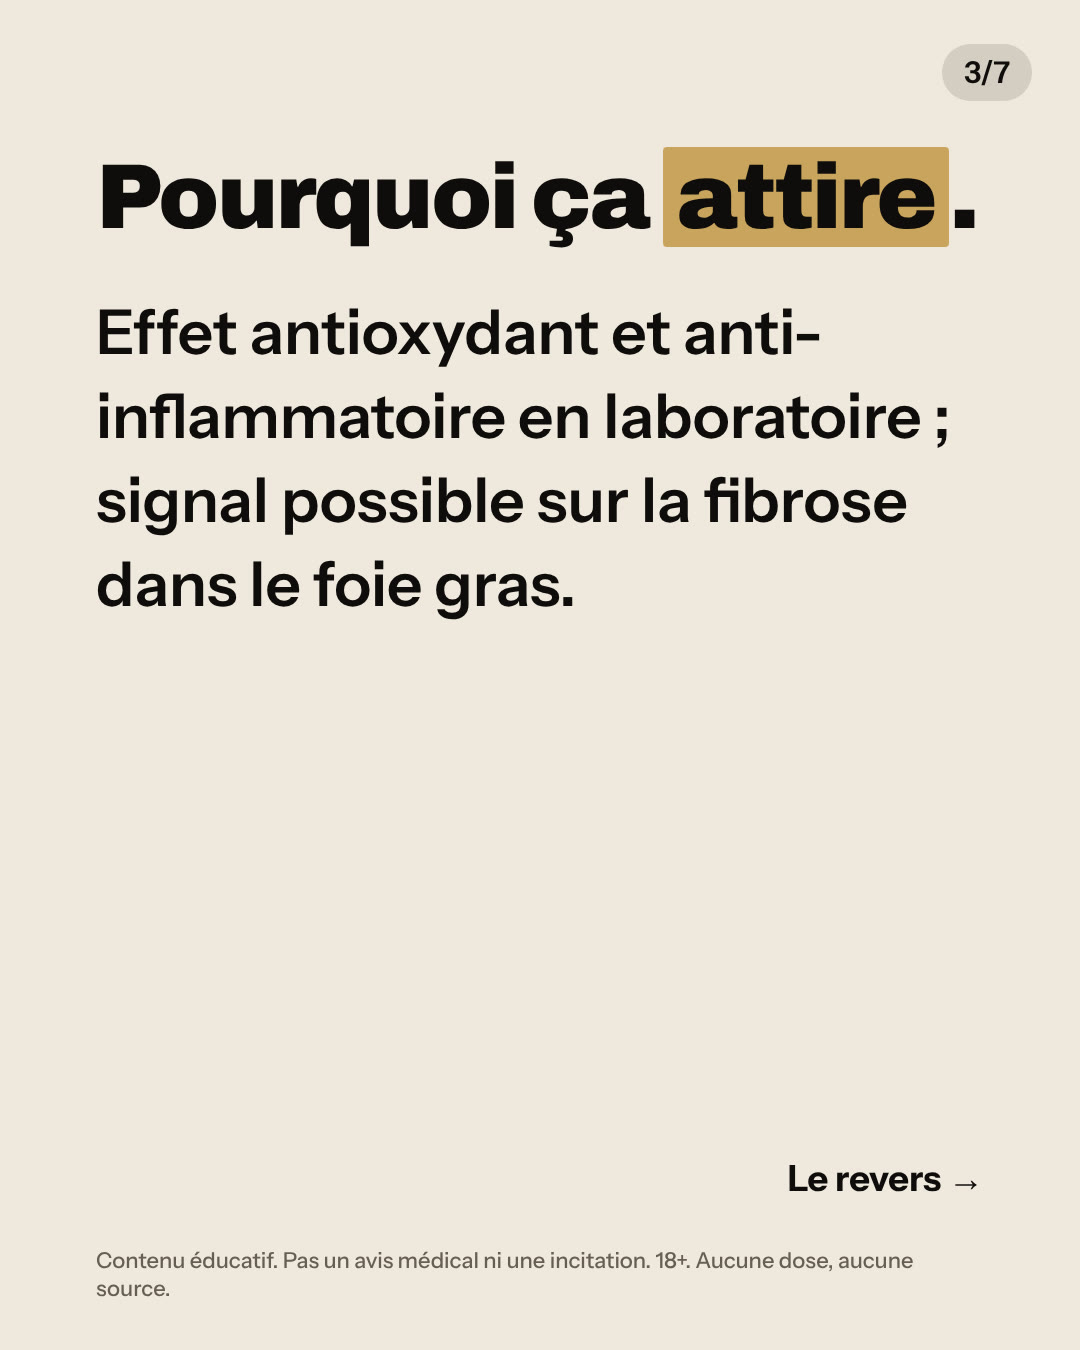 3/7
Pourquoi ça attire.
Effet antioxydant et anti-
inflammatoire en laboratoire ;
signal possible sur la fibrose
dans le foie gras.
Le revers →
Contenu éducatif. Pas un avis médical ni une incitation. 18+. Aucune dose, aucune
source.